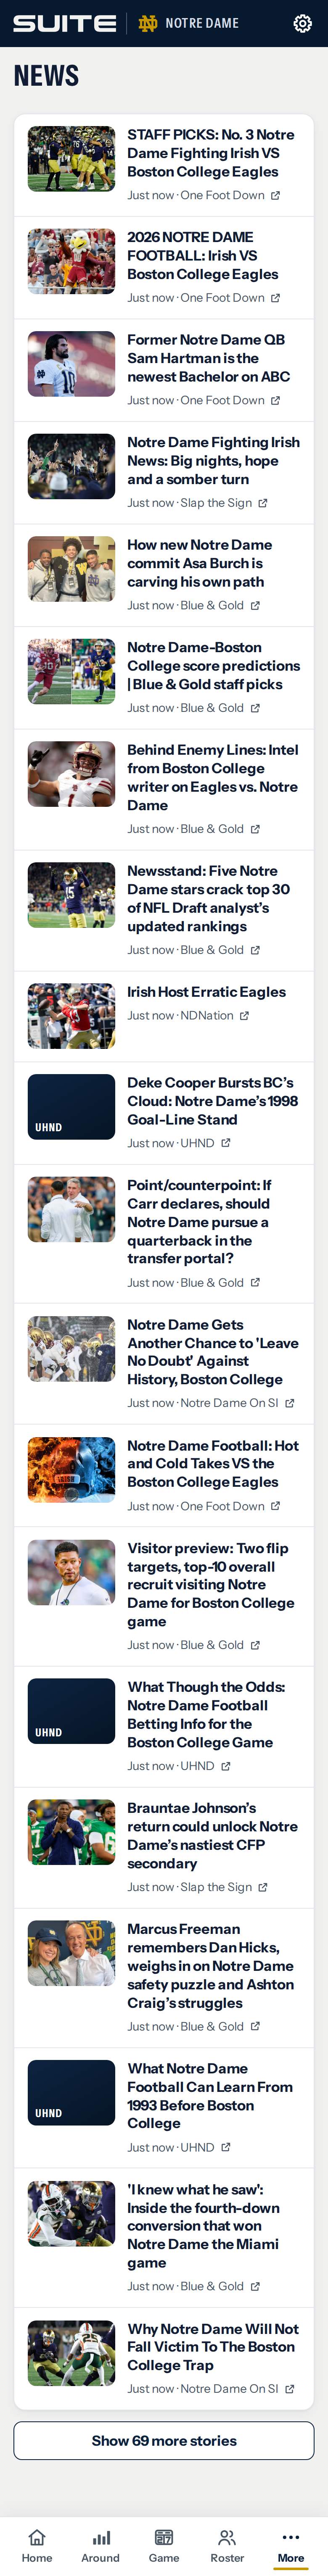 SUITE
NOTRE DAME
NEWS
STAFF PICKS: No. 3 Notre
Dame Fighting Irish VS
Boston College Eagles
Just now · One Foot Down
2026 NOTRE DAME
FOOTBALL: Irish VS
Boston College Eagles
Just now · One Foot Down
Former Notre Dame QB
Sam Hartman is the
newest Bachelor on ABC
Just now · One Foot Down
Notre Dame Fighting Irish
News: Big nights, hope
and a somber turn
Just now · Slap the Sign
How new Notre Dame
commit Asa Burch is
carving his own path
Just now · Blue & Gold
Notre Dame-Boston
College score predictions
| Blue & Gold staff picks
Just now · Blue & Gold
Behind Enemy Lines: Intel
from Boston College
writer on Eagles vs. Notre
Dame
Just now · Blue & Gold
Newsstand: Five Notre
Dame stars crack top 30
of NFL Draft analyst’s
updated rankings
Just now · Blue & Gold
Irish Host Erratic Eagles
Just now · NDNation
UHND
Deke Cooper Bursts BC’s
Cloud: Notre Dame’s 1998
Goal-Line Stand
Just now · UHND
Point/counterpoint: If
Carr declares, should
Notre Dame pursue a
quarterback in the
transfer portal?
Just now · Blue & Gold
Notre Dame Gets
Another Chance to 'Leave
No Doubt' Against
History, Boston College
Just now · Notre Dame On SI
Notre Dame Football: Hot
and Cold Takes VS the
Boston College Eagles
Just now · One Foot Down
Visitor preview: Two flip
targets, top-10 overall
recruit visiting Notre
Dame for Boston College
game
Just now · Blue & Gold
UHND
What Though the Odds:
Notre Dame Football
Betting Info for the
Boston College Game
Just now · UHND
Brauntae Johnson’s
return could unlock Notre
Dame’s nastiest CFP
secondary
Just now · Slap the Sign
Marcus Freeman
remembers Dan Hicks,
weighs in on Notre Dame
safety puzzle and Ashton
Craig’s struggles
Just now · Blue & Gold
UHND
What Notre Dame
Football Can Learn From
1993 Before Boston
College
Just now · UHND
'I knew what he saw':
Inside the fourth-down
conversion that won
Notre Dame the Miami
game
Just now · Blue & Gold
Why Notre Dame Will Not
Fall Victim To The Boston
College Trap
Just now · Notre Dame On SI
Show 69 more stories
Home
Around
Game
Roster
More